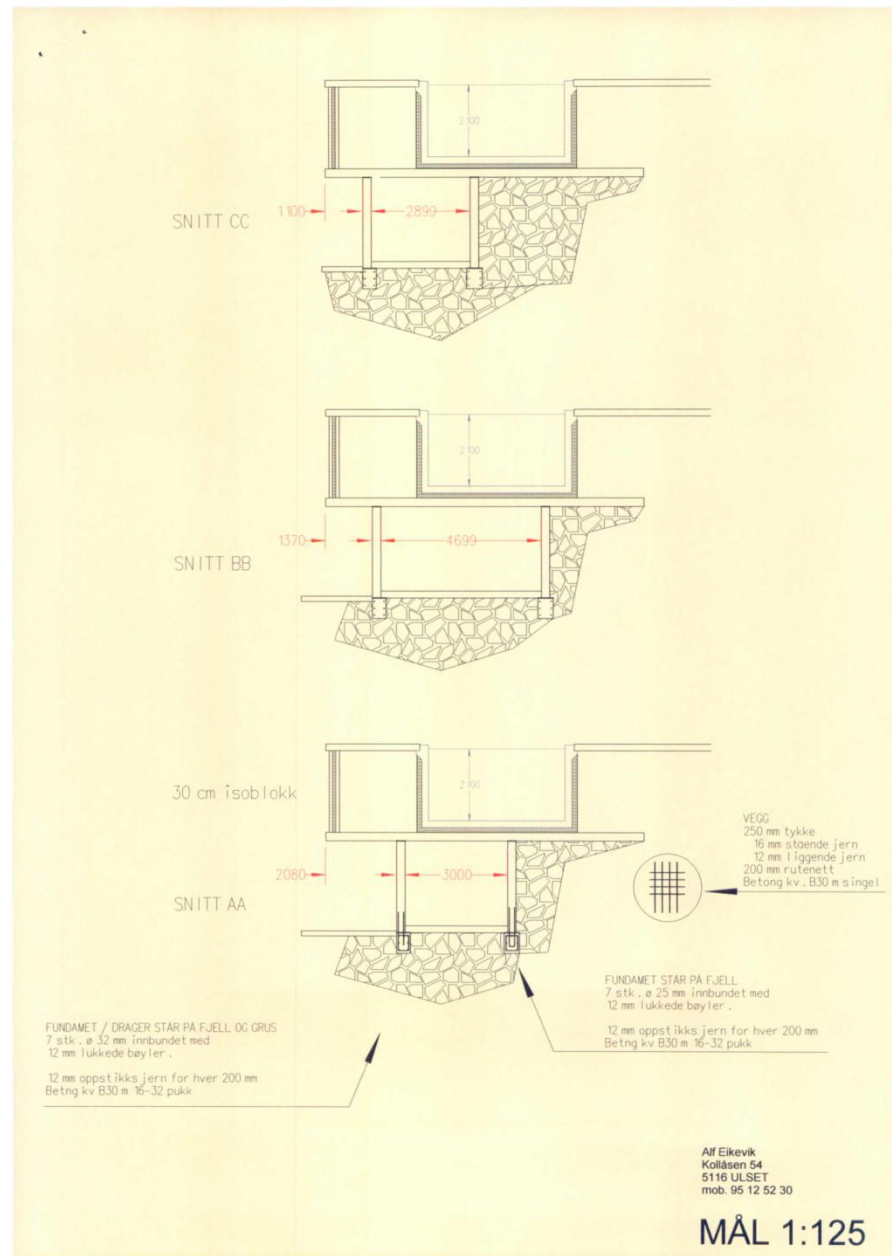 2100
SNITT CC
1100
2899
2100
SNITT BB
1370
4699
30 cm isoblokk
2100
SNITT AA
2080
3000
VEGG
250 mm tykke
16 mm stående jern
12 mm liggende jern
200 mm rutenett
Betong kv. B30 m singel
FUNDAMET STÅR PÅ FJELL
7 stk. ø 25 mm innbundet med
12 mm lukkede bøyler.
12 mm oppstikks jern for hver 200 mm
Betng kv B30 m 16-32 pukk
FUNDAMET / DRAGER STÅR PÅ FJELL OG GRUS
7 stk. ø 32 mm innbundet med
12 mm lukkede bøyler.
12 mm oppstikks jern for hver 200 mm
Betng kv B30 m 16-32 pukk
Alf Eikevik
Kollåsen 54
5116 ULSET
mob. 95 12 52 30
MÅL 1:125